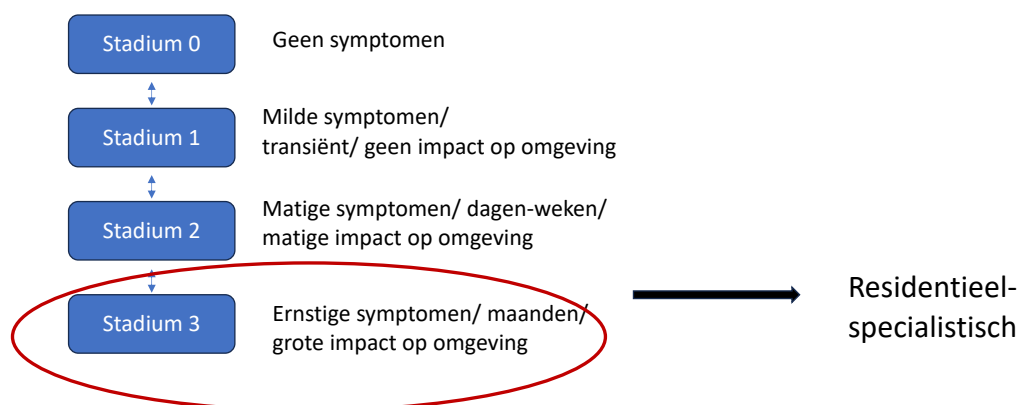 Stadium 0
Geen symptomen
Stadium 1
Milde symptomen/
transiënt/ geen impact op omgeving
Stadium 2
Matige symptomen/ dagen-weken/
matige impact op omgeving
Stadium 3
Ernstige symptomen/ maanden/
grote impact op omgeving
Residentieel-
specialistisch